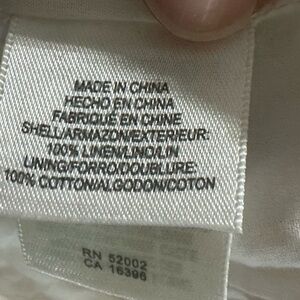 MADE IN CHINA
HECHO EN CHINA
FABRIQUE EN CHINE
SHELL/ARMAZON/EXTERIEUR:
100% LINEN/LINO/LIN
LINING/FORRO/DOUBLURE:
100% COTTON/ALGODON/COTON
RN 52002
CA 16396